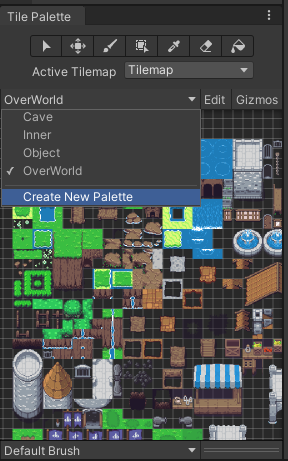 Tile Palette
Active Tilemap Tilemap
OverWorld Edit Gizmos
Cave
Inner
Object
✓ OverWorld
Create New Palette
Default Brush